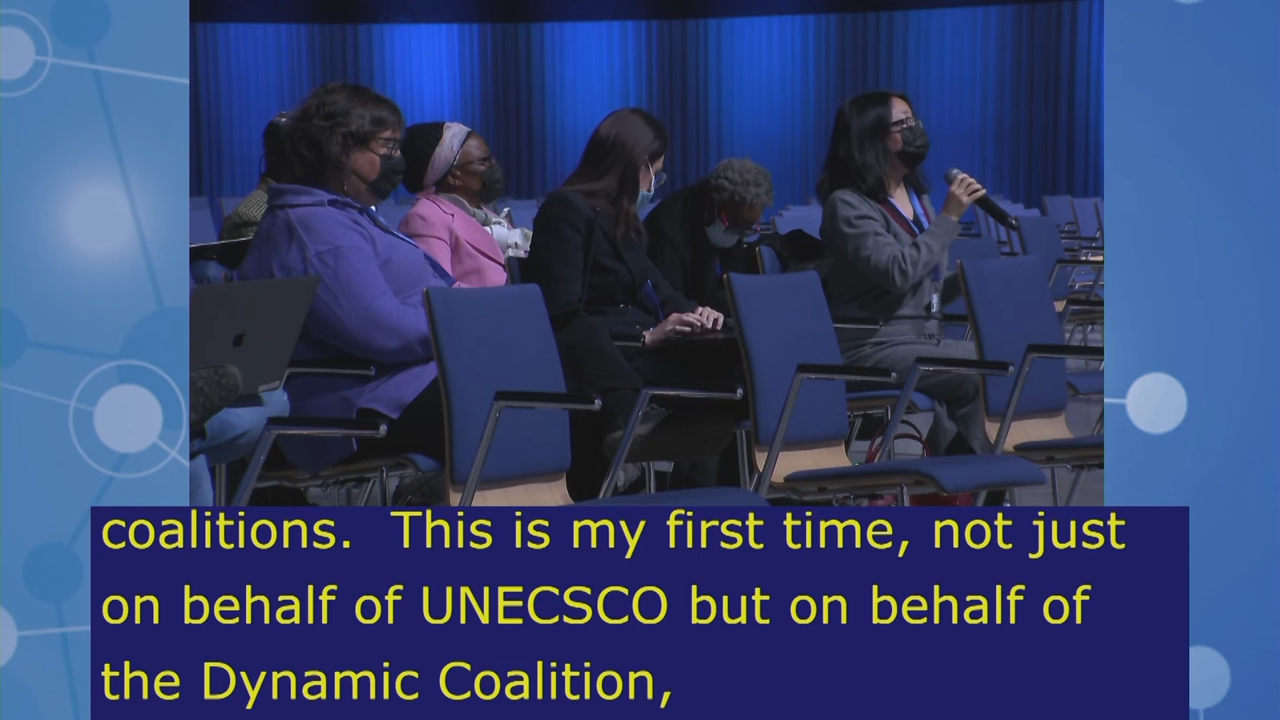 coalitions.  This is my first time, not just
on behalf of UNECSCO but on behalf of
the Dynamic Coalition,